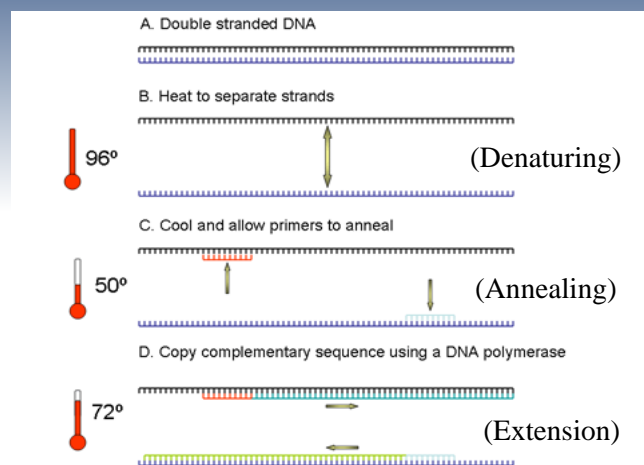 A. Double stranded DNA
B. Heat to separate strands
96º
(Denaturing)
C. Cool and allow primers to anneal
50º
(Annealing)
D. Copy complementary sequence using a DNA polymerase
72º
(Extension)